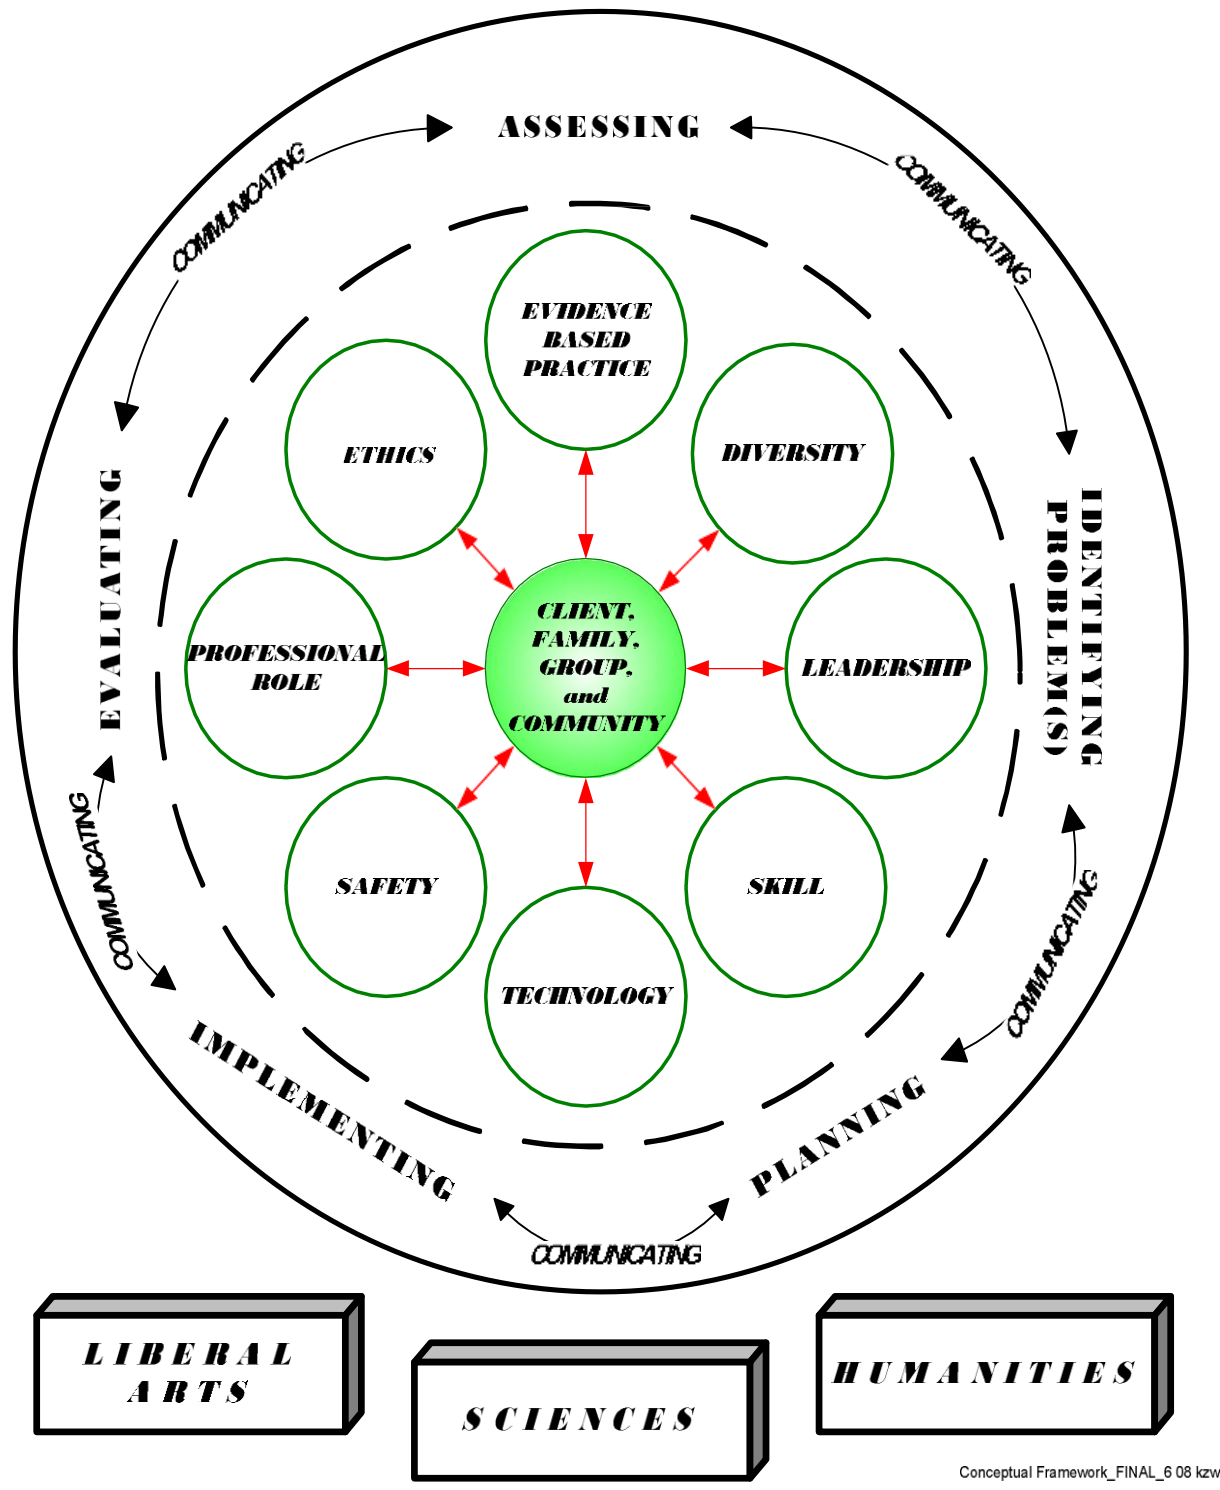 ASSESSING
COMMUNICATING
COMMUNICATING
EVIDENCE
BASED
PRACTICE
ETHICS
DIVERSITY
EVALUATING
IDENTIFYING
PROBLEM(S)
CLIENT,
FAMILY,
GROUP,
and
COMMUNITY
PROFESSIONAL
ROLE
LEADERSHIP
COMMUNICATING
COMMUNICATING
SAFETY
SKILL
TECHNOLOGY
IMPLEMENTING
PLANNING
COMMUNICATING
LIBERAL
ARTS
SCIENCES
HUMANITIES
Conceptual Framework_FINAL_6 08 kzw